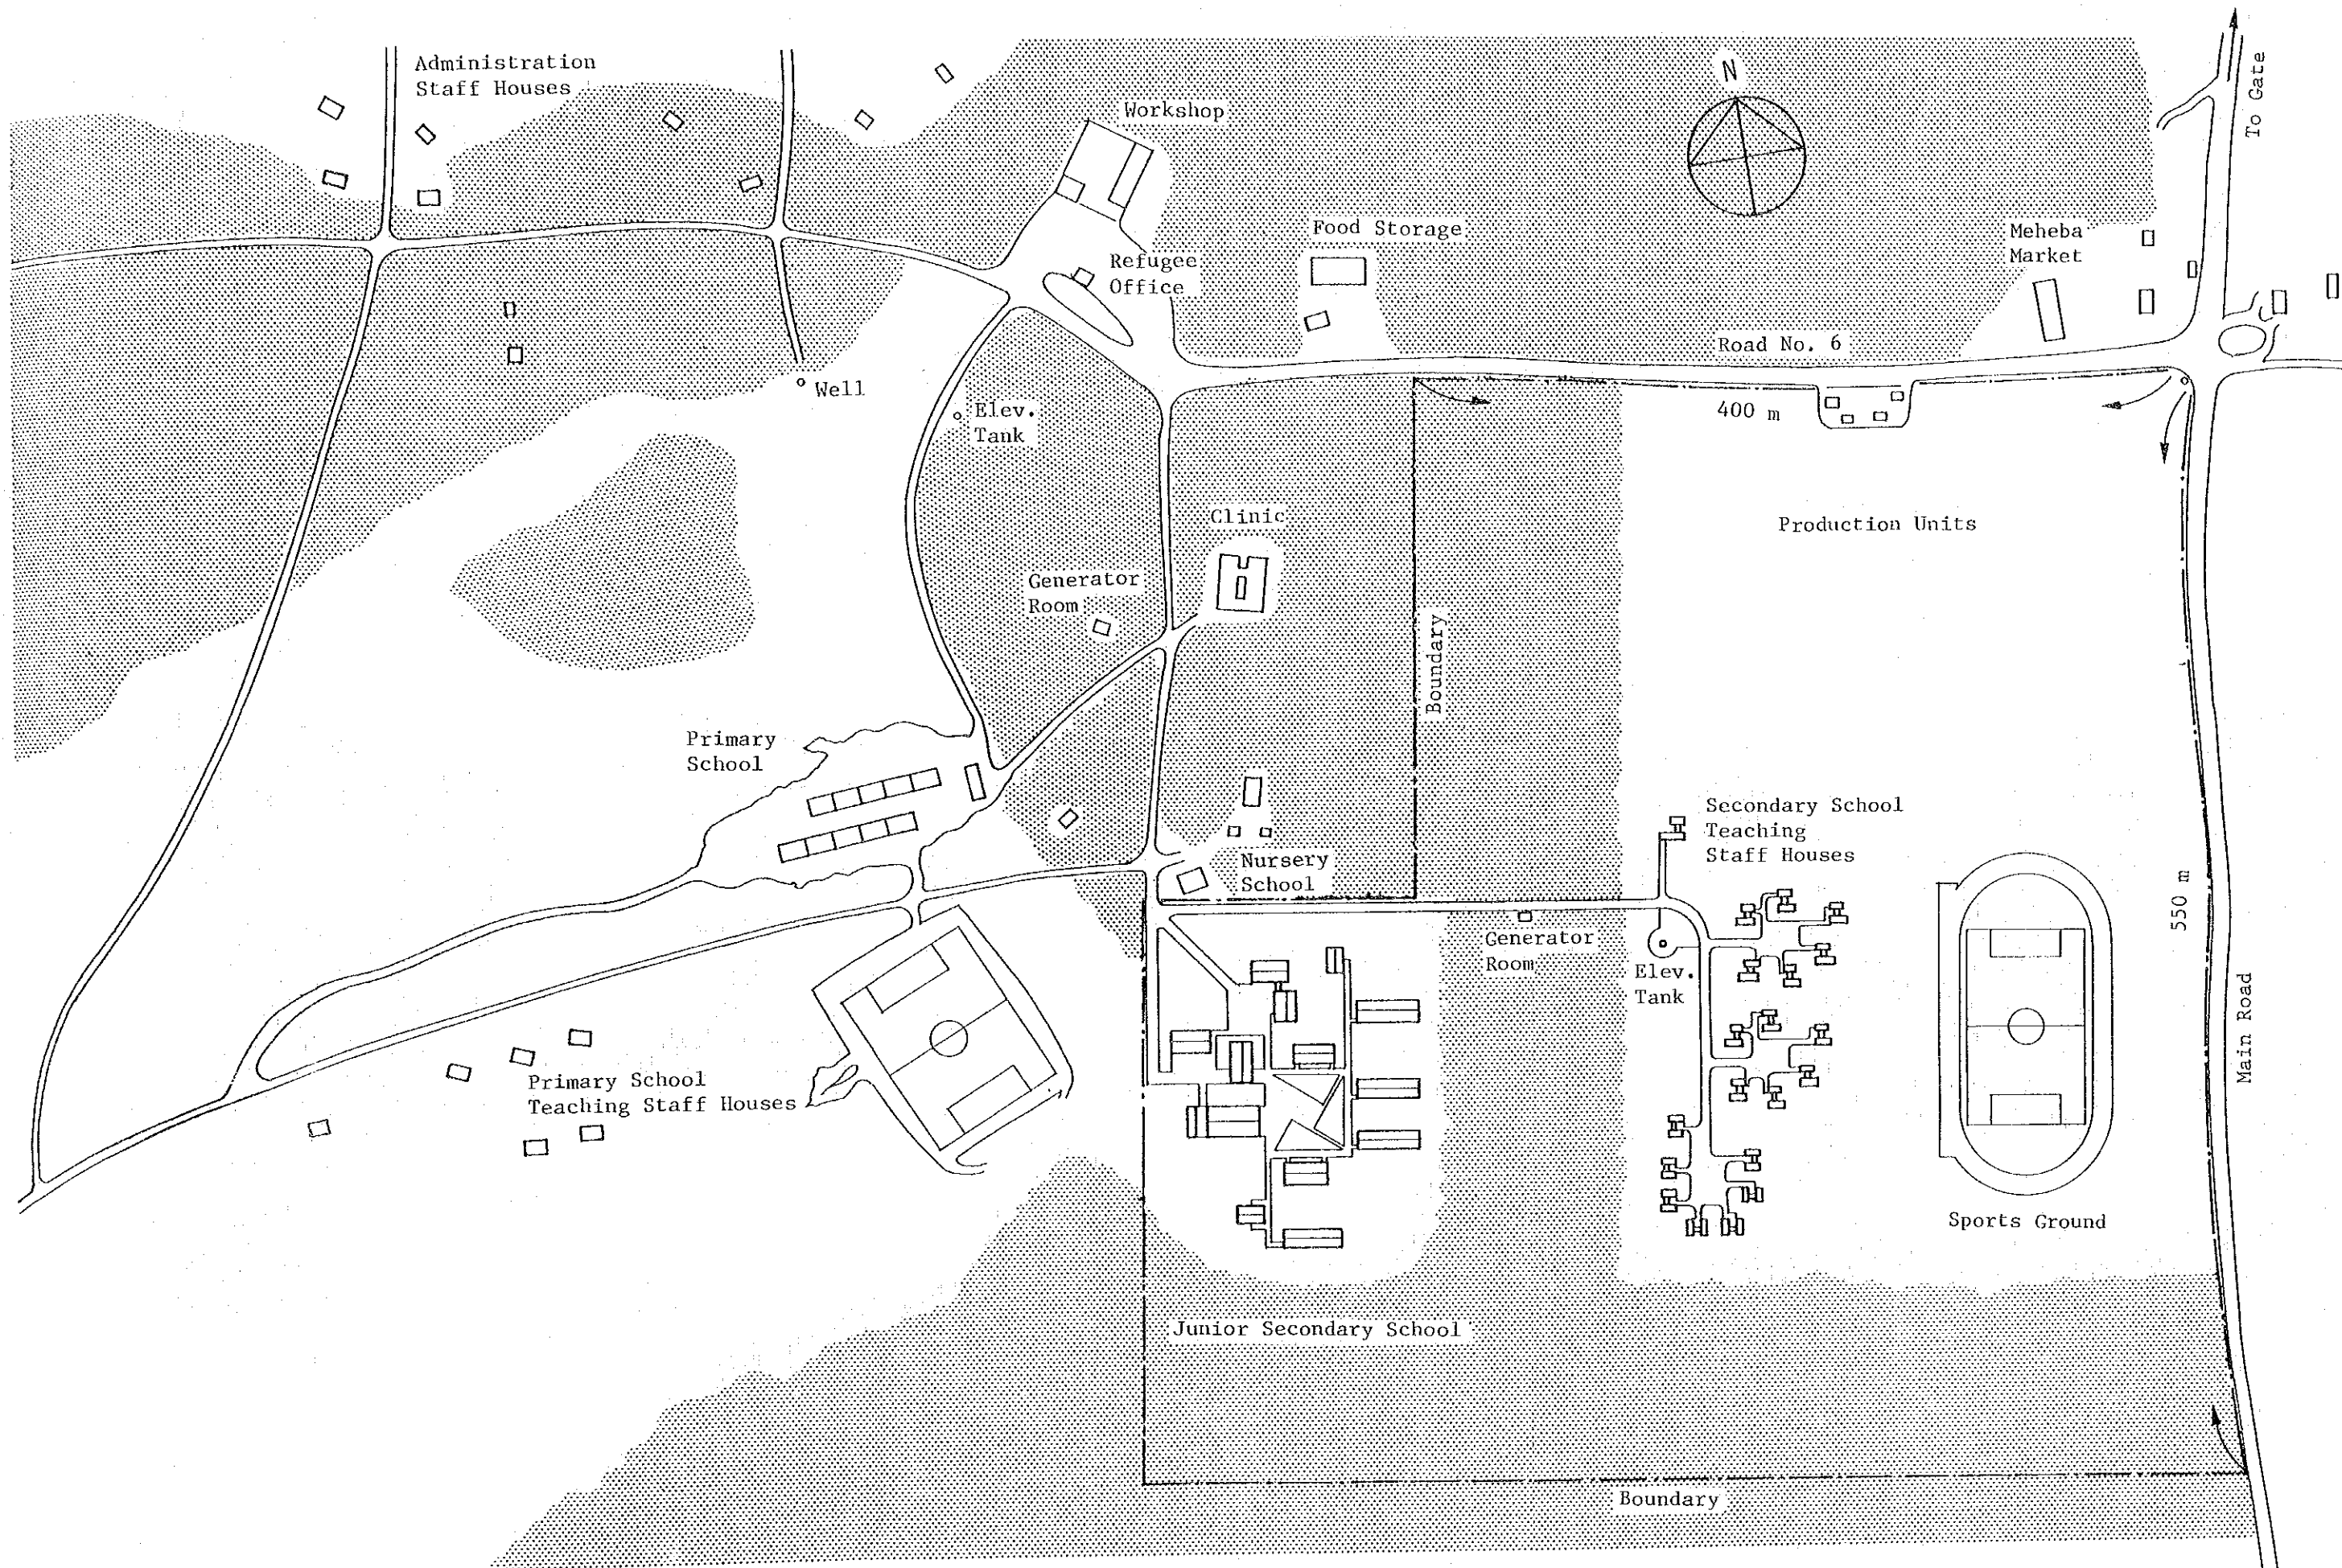 Administration
Staff Houses
Workshop
N
To Gate
Food Storage
Refugee
Office
Meheba
Market
Road No. 6
Well
Elev.
Tank
400 m
Clinic
Production Units
Generator
Room
Boundary
Primary
School
Secondary School
Teaching
Staff Houses
Nursery
School
550 m
Generator
Room
Elev.
Tank
Main Road
Primary School
Teaching Staff Houses
Sports Ground
Junior Secondary School
Boundary